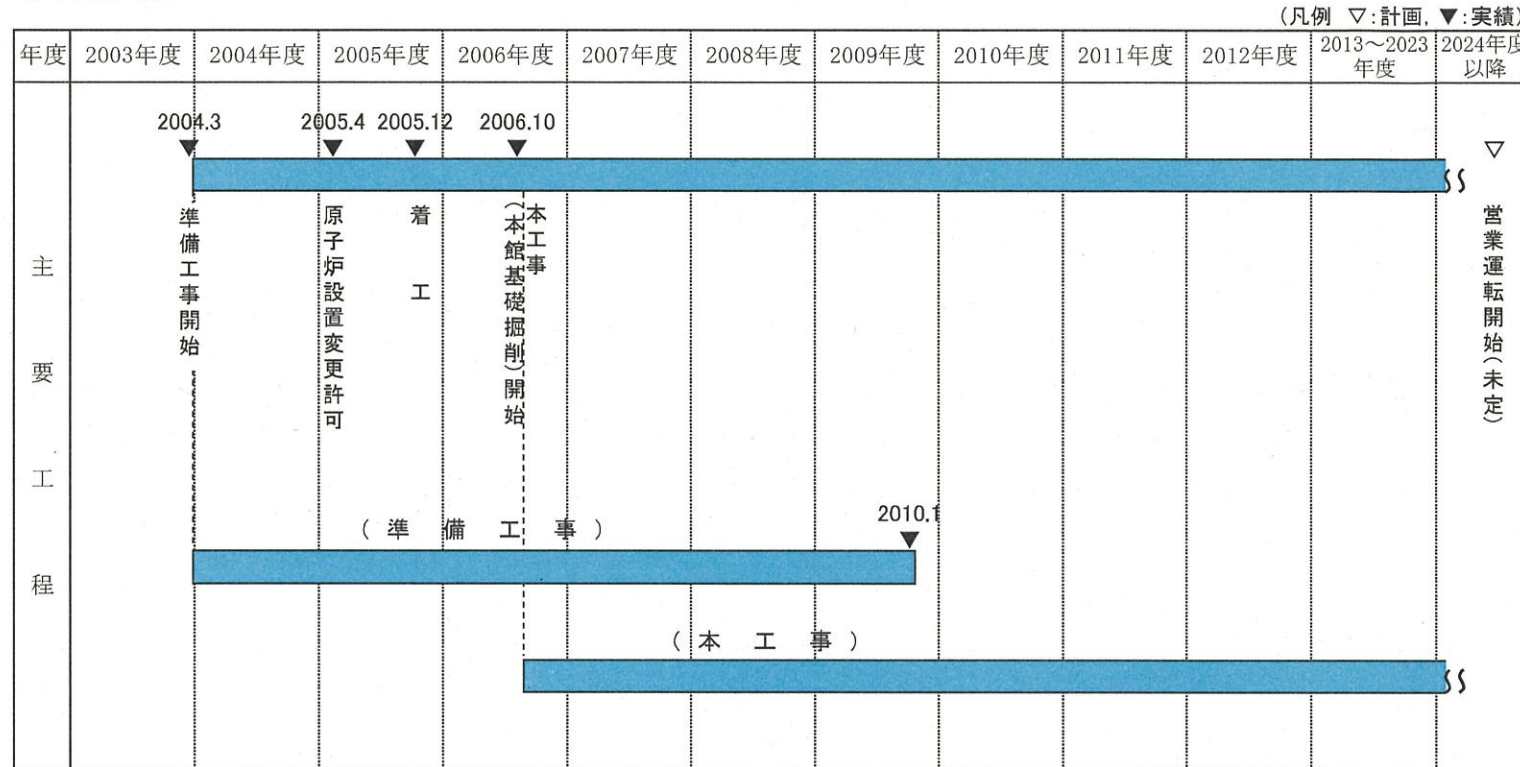 (凡例 ▽:計画, ▼:実績)
年度 2003年度 2004年度 2005年度 2006年度 2007年度 2008年度 2009年度 2010年度 2011年度 2012年度 2013～2023年度 2024年度以降
2004.3 2005.4 2005.12 2006.10
▼ ▼ ▼ ▼ ▽
準備工事開始
原子炉設置変更許可
着工
本工事
(本館基礎掘削)開始
営業運転開始(未定)
主要工程
(準備工事)
2010.1
▼
(本工事)